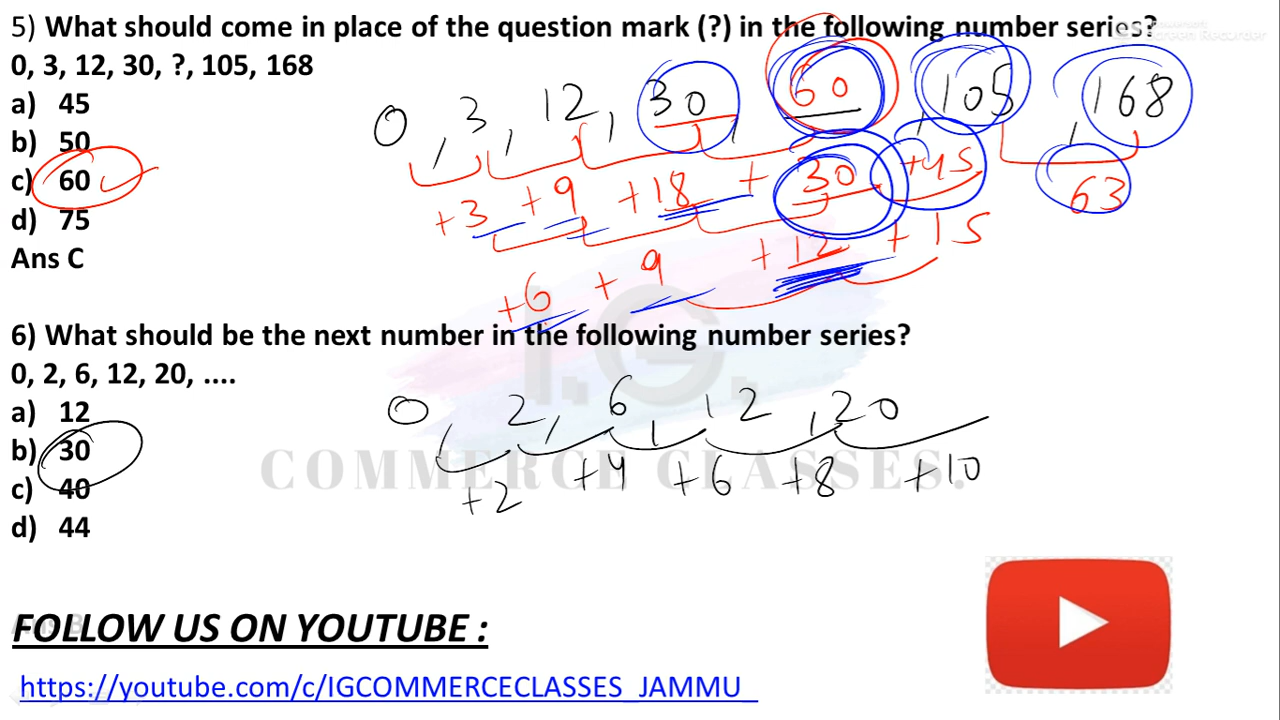 5) What should come in place of the question mark (?) in the following number series?
0, 3, 12, 30, ?, 105, 168
a) 45
b) 50
c) 60
d) 75
Ans C
0, 3, 12, 30, 60, 105, 168
+3 +9 +18 +30 +45 63
+6 +9 +12 +15
6) What should be the next number in the following number series?
0, 2, 6, 12, 20, ....
a) 12
b) 30
c) 40
d) 44
0, 2, 6, 12, 20
+2 +4 +6 +8 +10
I.G.
COMMERCE CLASSES.
Screen Recorder
FOLLOW US ON YOUTUBE :
https://youtube.com/c/IGCOMMERCECLASSES_JAMMU_